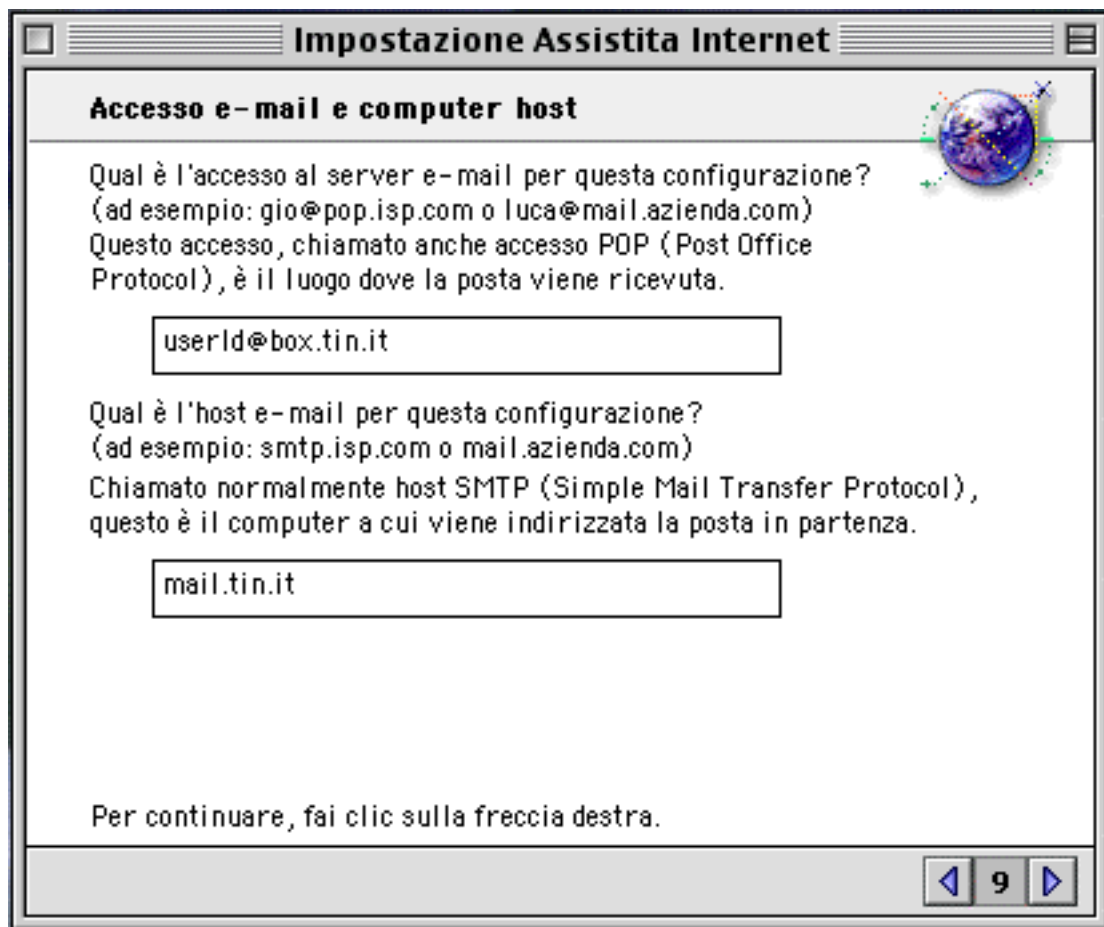 Impostazione Assistita Internet
Accesso e-mail e computer host
Qual è l'accesso al server e-mail per questa configurazione?
(ad esempio: gio@pop.isp.com o luca@mail.azienda.com)
Questo accesso, chiamato anche accesso POP (Post Office
Protocol), è il luogo dove la posta viene ricevuta.
userId@box.tin.it
Qual è l'host e-mail per questa configurazione?
(ad esempio: smtp.isp.com o mail.azienda.com)
Chiamato normalmente host SMTP (Simple Mail Transfer Protocol),
questo è il computer a cui viene indirizzata la posta in partenza.
mail.tin.it
Per continuare, fai clic sulla freccia destra.
9